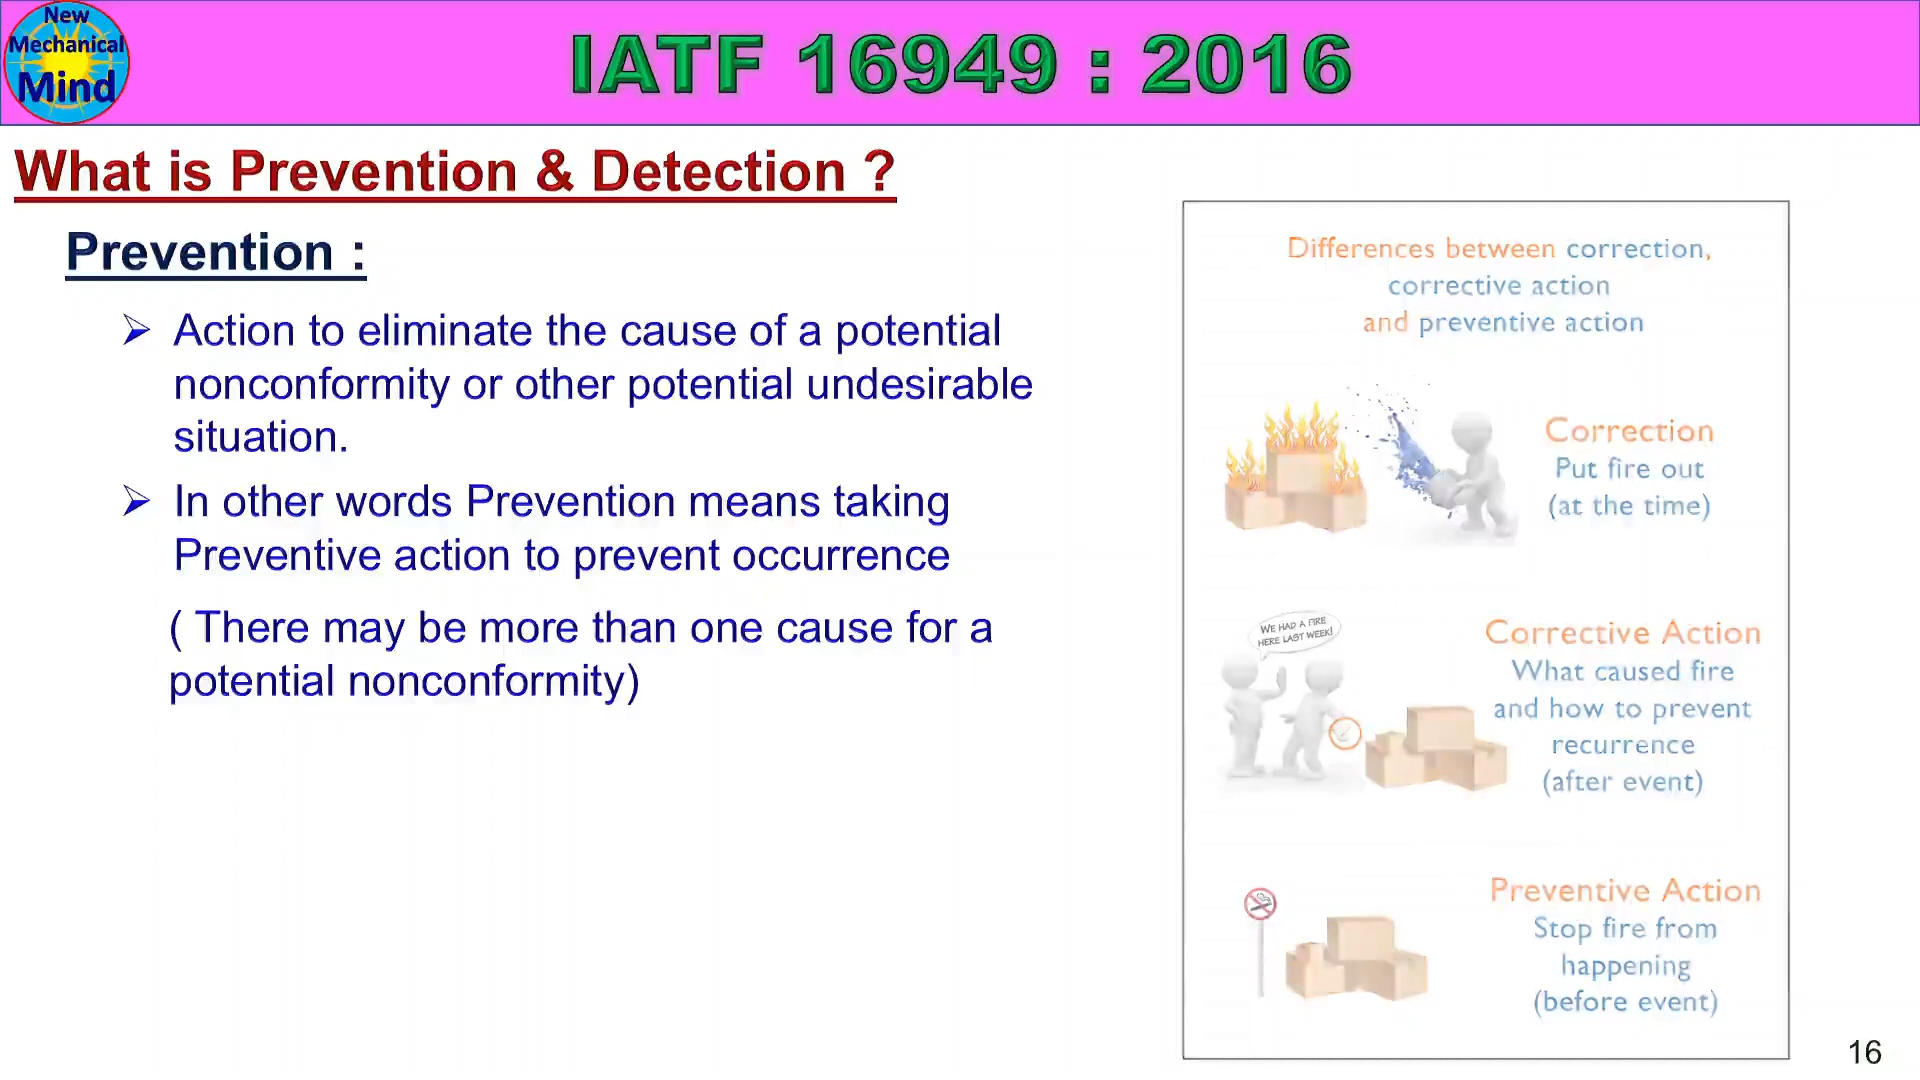 New
Mechanical
Mind
IATF 16949 : 2016
What is Prevention & Detection ?
Prevention :
Action to eliminate the cause of a potential
nonconformity or other potential undesirable
situation.
In other words Prevention means taking
Preventive action to prevent occurrence
( There may be more than one cause for a
potential nonconformity)
Differences between correction,
corrective action
and preventive action
Correction
Put fire out
(at the time)
WE HAD A FIRE
HERE LAST WEEK!
Corrective Action
What caused fire
and how to prevent
recurrence
(after event)
Preventive Action
Stop fire from
happening
(before event)
16